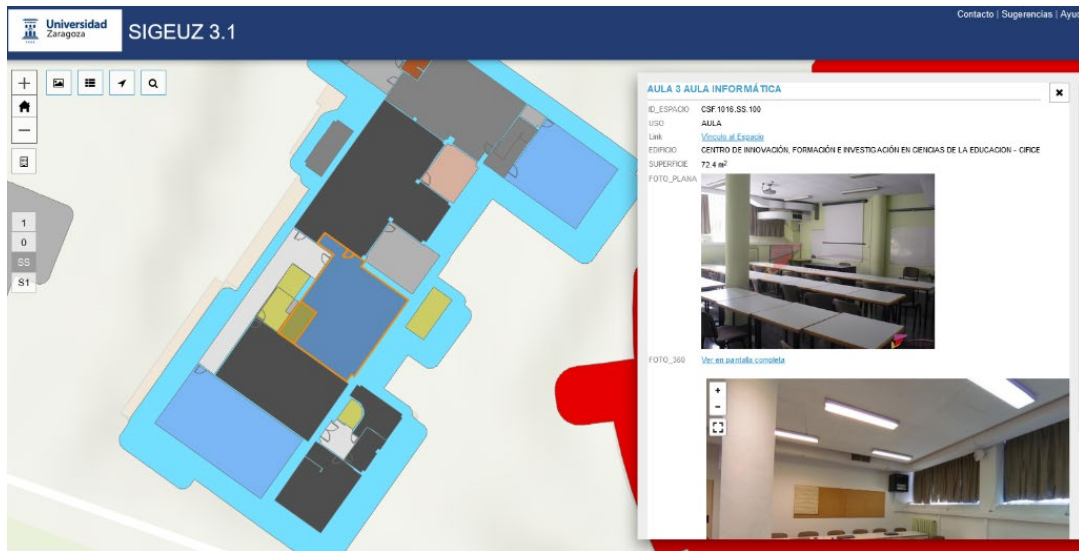 Contacto | Sugerencias | Ayu
Universidad
Zaragoza
SIGEUZ 3.1
AULA 3 AULA INFORMÁTICA
ID_ESPACIO CSF.1016.SS.100
USO AULA
Link Vínculo al Espacio
EDIFICIO CENTRO DE INNOVACIÓN, FORMACIÓN E INVESTIGACIÓN EN CIENCIAS DE LA EDUCACION - CIFICE
SUPERFICIE 72.4 m²
FOTO_PLANA
1
0
SS
S1
FOTO_360 Ver en pantalla completa